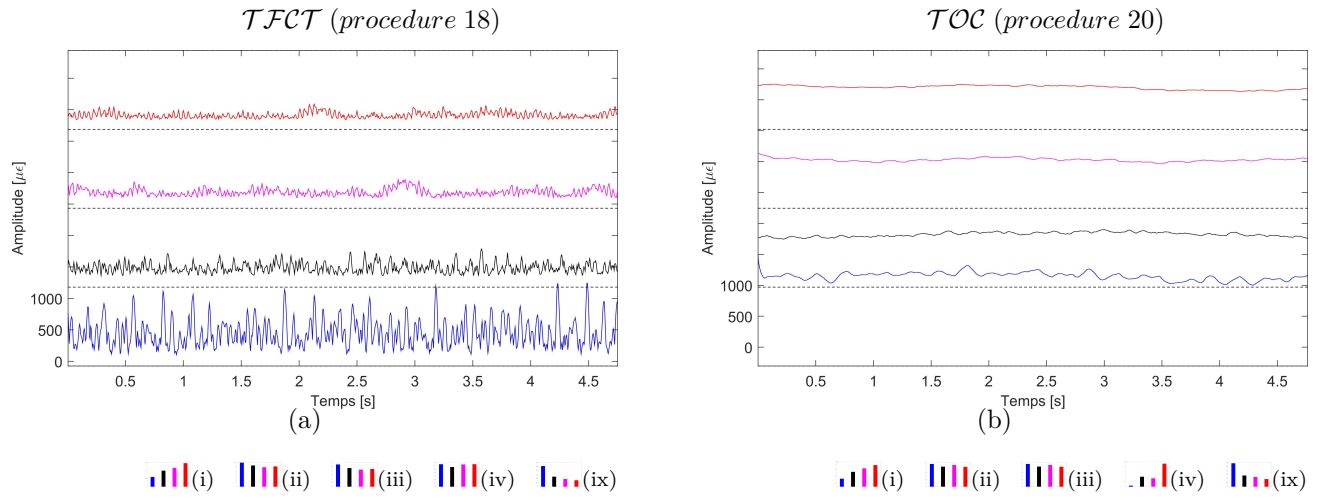 𝒯ℱ𝒞𝒯 (procedure 18)
Amplitude [με]
1000
500
0
0.5 1 1.5 2 2.5 3 3.5 4 4.5
Temps [s]
(a)
(i) (ii) (iii) (iv) (ix)
𝒯𝒪𝒞 (procedure 20)
Amplitude [με]
1000
500
0
0.5 1 1.5 2 2.5 3 3.5 4 4.5
Temps [s]
(b)
(i) (ii) (iii) (iv) (ix)